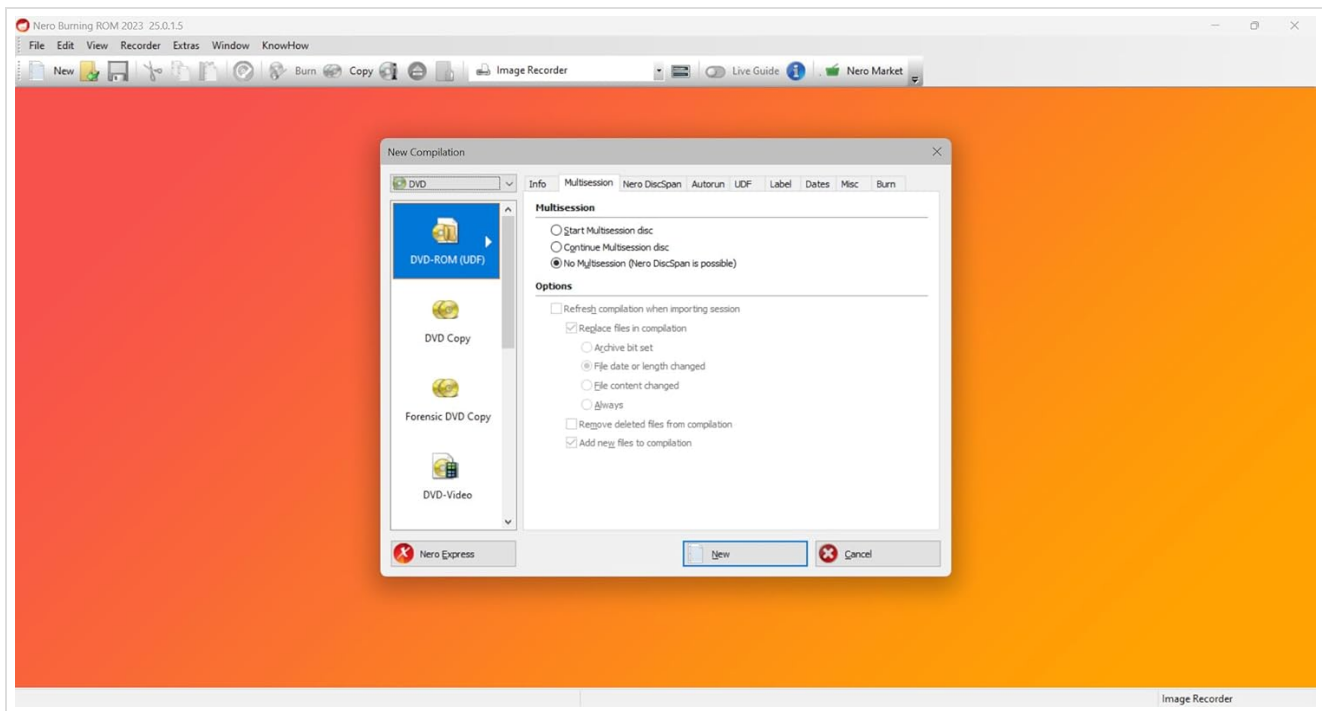 Nero Burning ROM 2023 25.0.1.5
File Edit View Recorder Extras Window KnowHow
New Burn Copy Image Recorder Live Guide Nero Market
New Compilation
DVD
Info Multisession Nero DiscSpan Autorun UDF Label Dates Misc Burn
DVD-ROM (UDF)
DVD Copy
Forensic DVD Copy
DVD-Video
Multisession
Start Multisession disc
Continue Multisession disc
No Multisession (Nero DiscSpan is possible)
Options
Refresh compilation when importing session
Replace files in compilation
Archive bit set
File date or length changed
File content changed
Always
Remove deleted files from compilation
Add new files to compilation
Nero Express New Cancel
Image Recorder